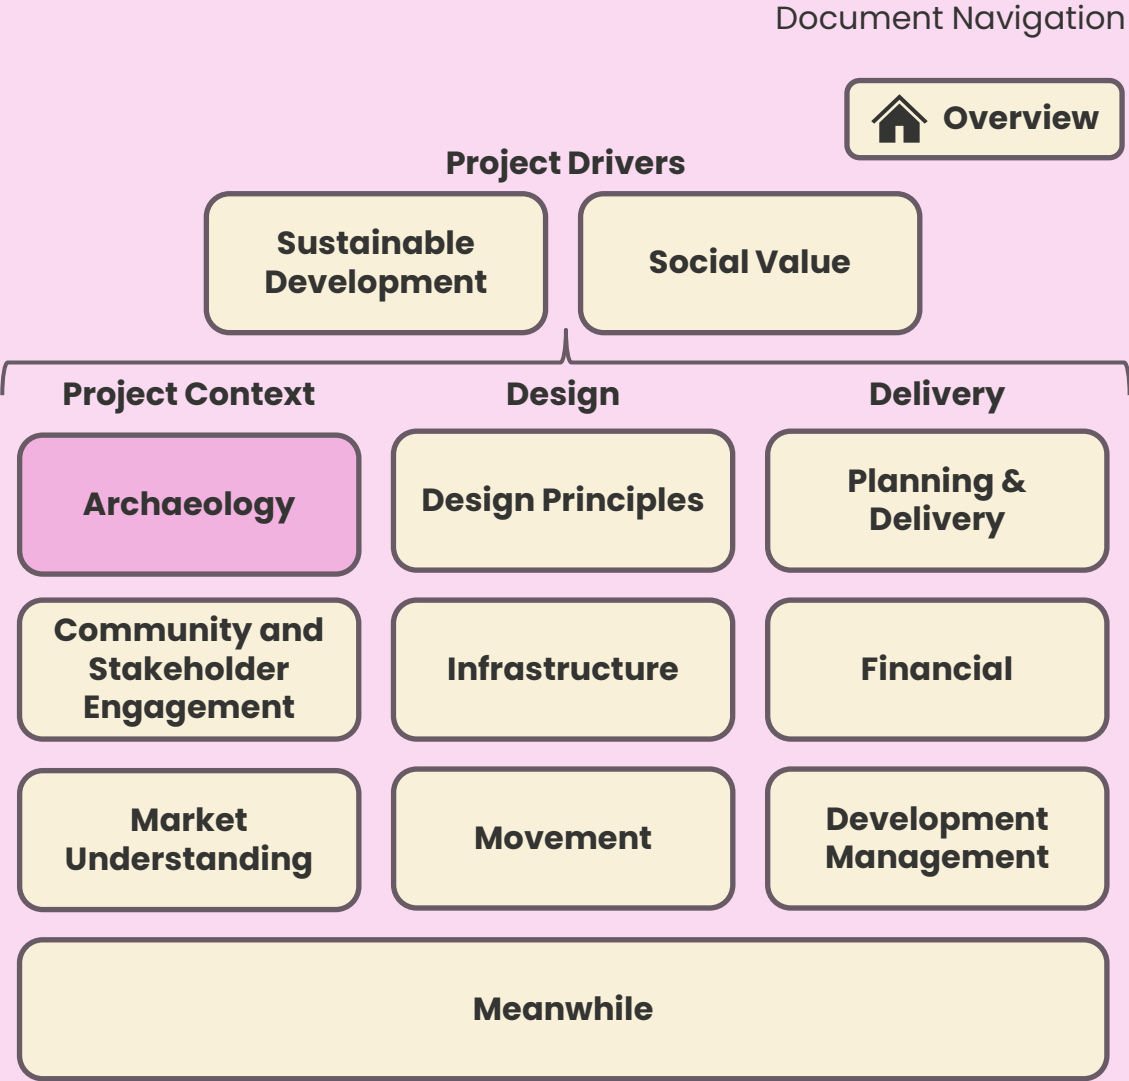 Document Navigation
Overview
Project Drivers
Sustainable
Development
Social Value
Project Context
Design
Delivery
Archaeology
Design Principles
Planning &
Delivery
Community and
Stakeholder
Engagement
Infrastructure
Financial
Market
Understanding
Movement
Development
Management
Meanwhile